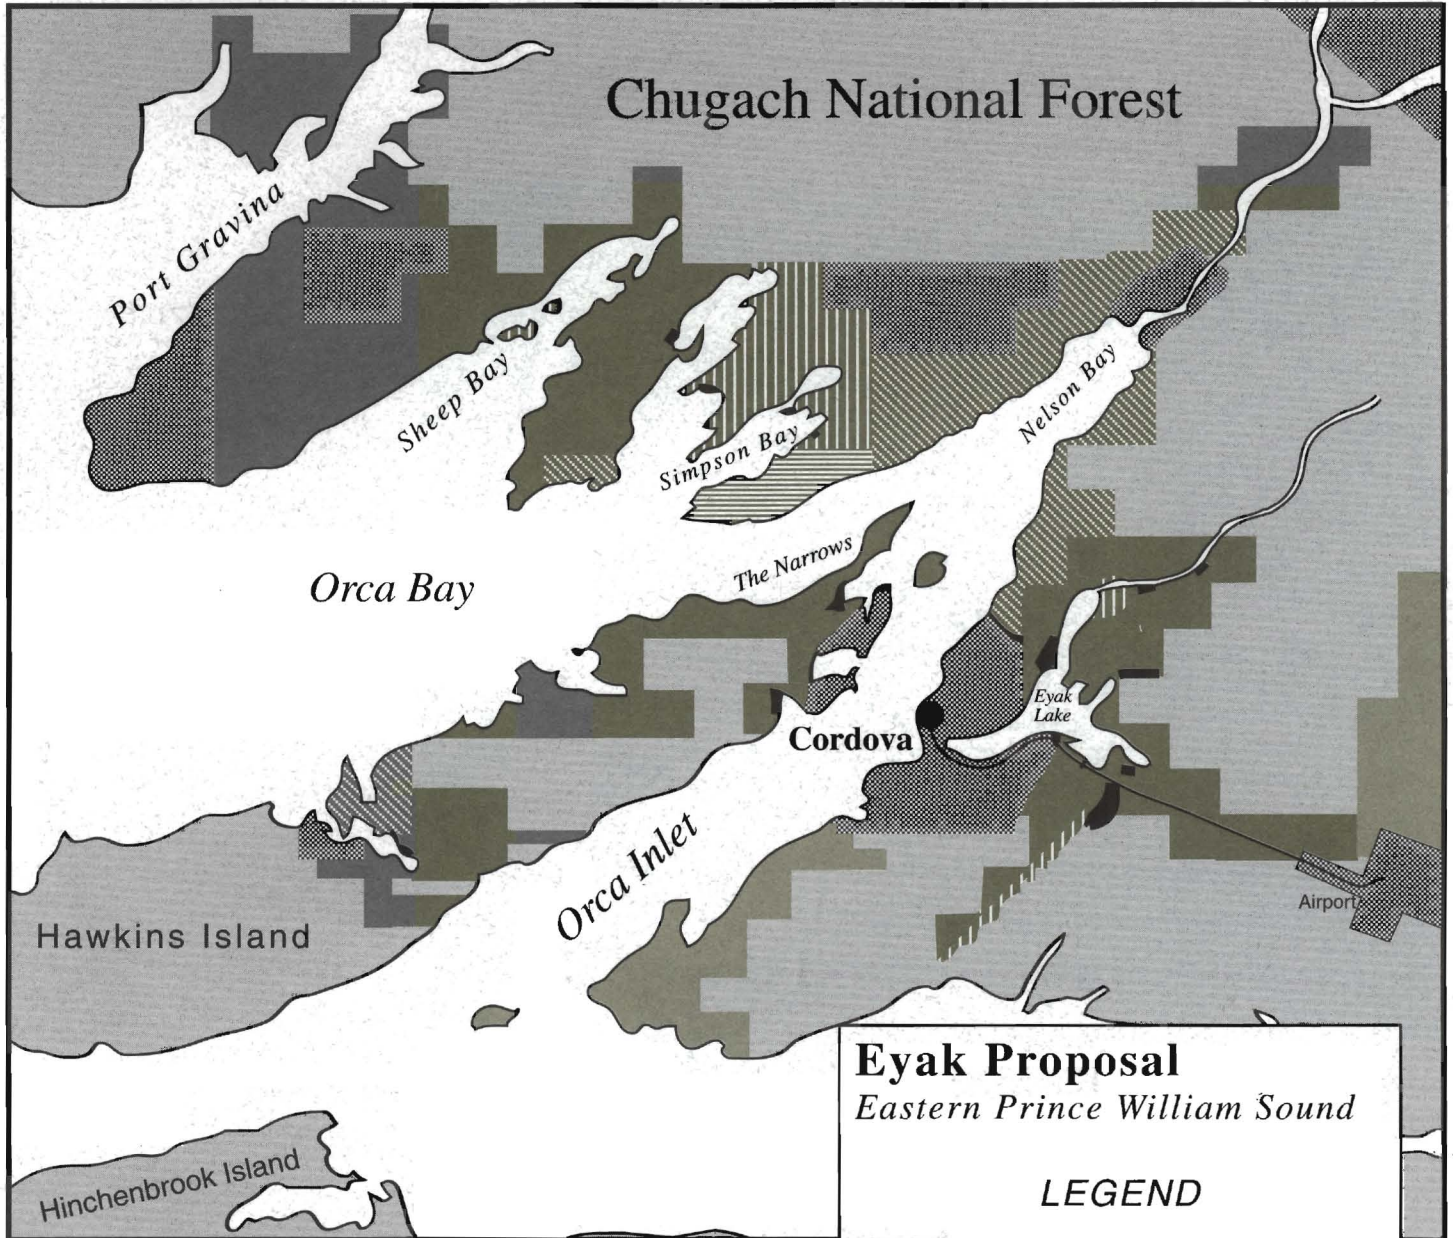 Chugach National Forest
Port Gravina
Sheep Bay
Simpson Bay
Nelson Bay
The Narrows
Orca Bay
Eyak
Lake
Cordova
Orca Inlet
Airport
Hawkins Island
Hinchenbrook Island
Eyak Proposal
Eastern Prince William Sound
LEGEND